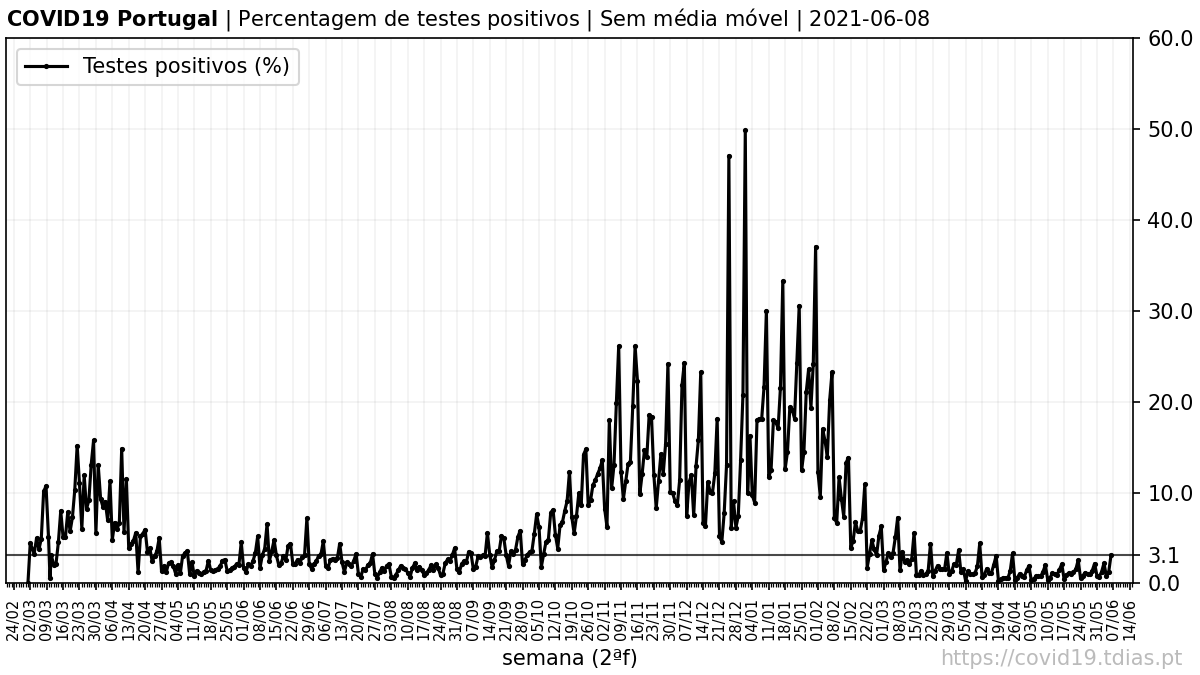 COVID19 Portugal | Percentagem de testes positivos | Sem média móvel | 2021-06-08
Testes positivos (%)
60.0
50.0
40.0
30.0
20.0
10.0
3.1
0.0
24/02 02/03 09/03 16/03 23/03 30/03 06/04 13/04 20/04 27/04 04/05 11/05 18/05 25/05 01/06 08/06 15/06 22/06 29/06 06/07 13/07 20/07 27/07 03/08 10/08 17/08 24/08 31/08 07/09 14/09 21/09 28/09 05/10 12/10 19/10 26/10 02/11 09/11 16/11 23/11 30/11 07/12 14/12 21/12 28/12 04/01 11/01 18/01 25/01 01/02 08/02 15/02 22/02 01/03 08/03 15/03 22/03 29/03 05/04 12/04 19/04 26/04 03/05 10/05 17/05 24/05 31/05 07/06 14/06
semana (2ªf)
https://covid19.tdias.pt